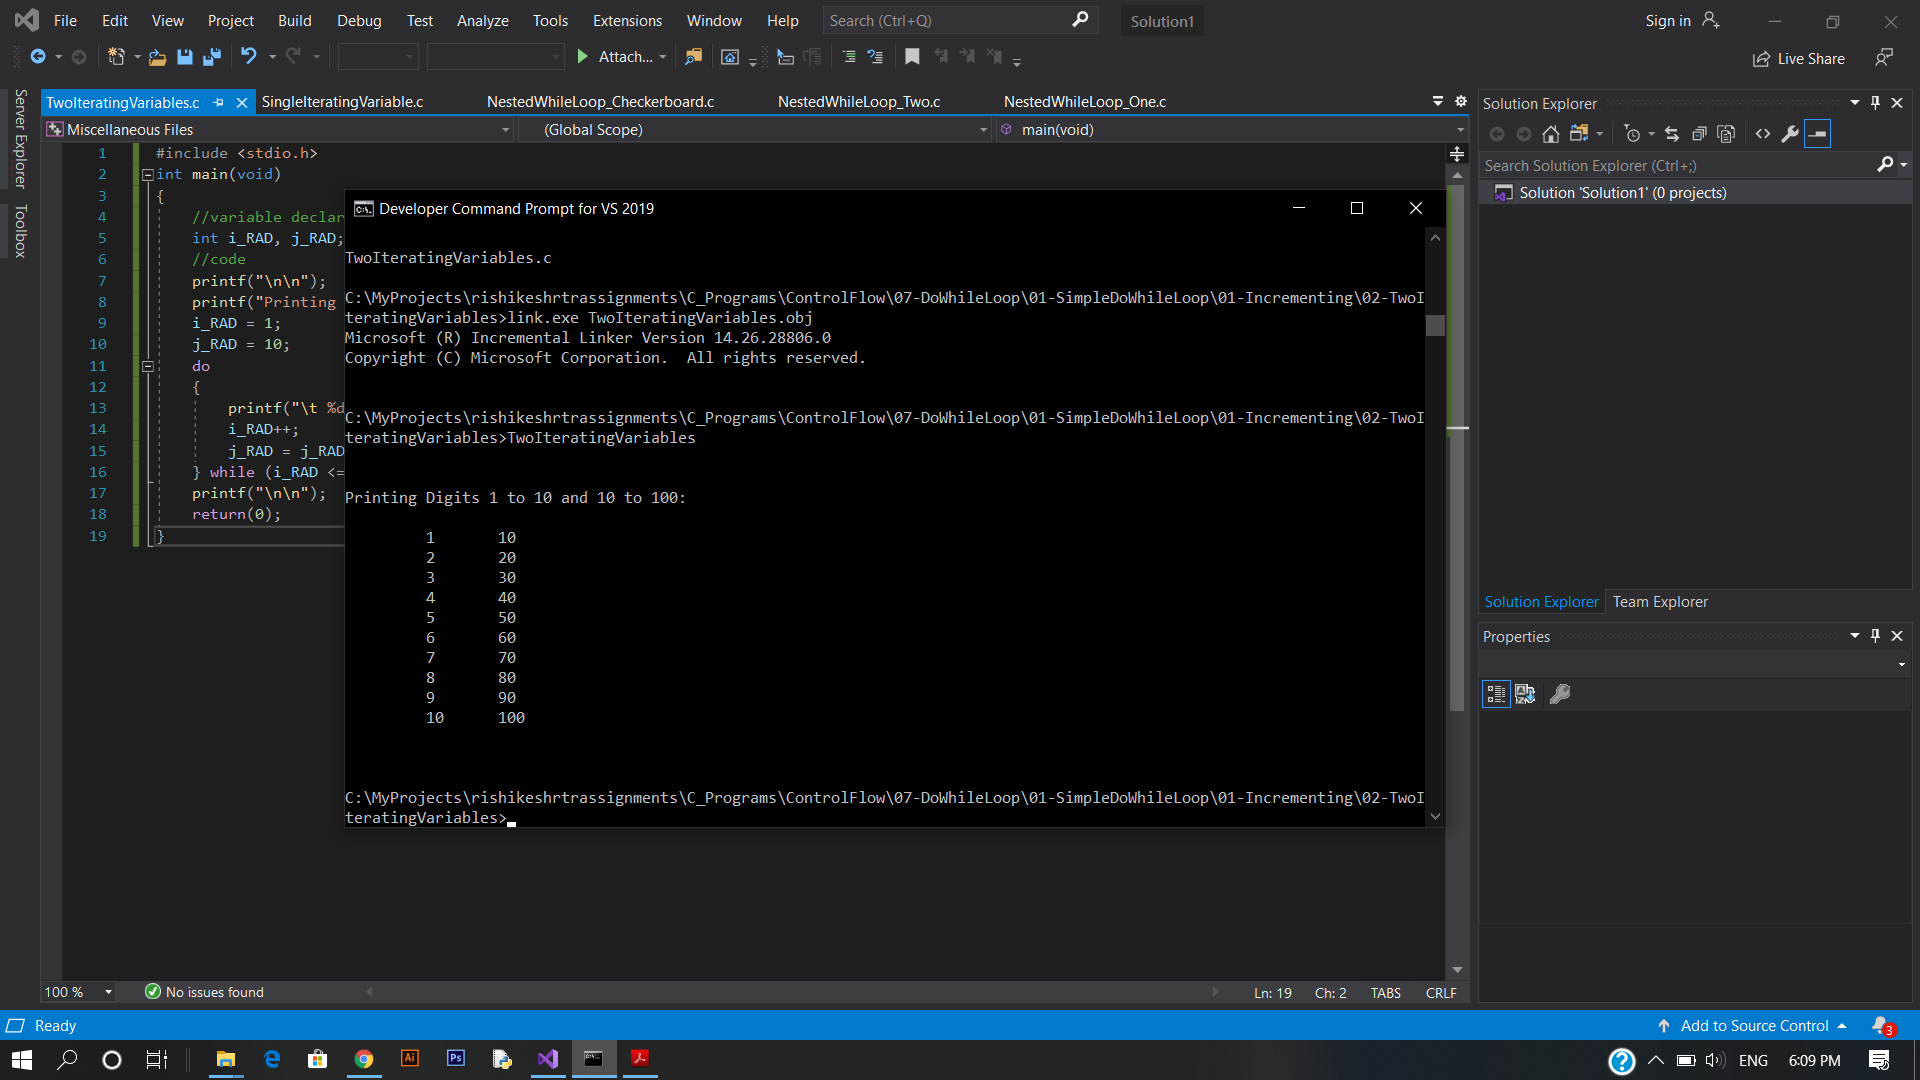 File Edit View Project Build Debug Test Analyze Tools Extensions Window Help Search (Ctrl+Q) Solution1 Sign in
Attach... Live Share
Server Explorer
Toolbox
TwoIteratingVariables.c SingleIteratingVariable.c NestedWhileLoop_Checkerboard.c NestedWhileLoop_Two.c NestedWhileLoop_One.c
Miscellaneous Files (Global Scope) main(void)
1 #include <stdio.h>
2 int main(void)
3 {
4 //variable declar
5 int i_RAD, j_RAD;
6 //code
7 printf("\n\n");
8 printf("Printing
9 i_RAD = 1;
10 j_RAD = 10;
11 do
12 {
13 printf("\t %d
14 i_RAD++;
15 j_RAD = j_RAD
16 } while (i_RAD <=
17 printf("\n\n");
18 return(0);
19 }
Developer Command Prompt for VS 2019
TwoIteratingVariables.c
C:\MyProjects\rishikeshrtrassignments\C_Programs\ControlFlow\07-DoWhileLoop\01-SimpleDoWhileLoop\01-Incrementing\02-TwoI
teratingVariables>link.exe TwoIteratingVariables.obj
Microsoft (R) Incremental Linker Version 14.26.28806.0
Copyright (C) Microsoft Corporation.  All rights reserved.
C:\MyProjects\rishikeshrtrassignments\C_Programs\ControlFlow\07-DoWhileLoop\01-SimpleDoWhileLoop\01-Incrementing\02-TwoI
teratingVariables>TwoIteratingVariables
Printing Digits 1 to 10 and 10 to 100:
1 10
2 20
3 30
4 40
5 50
6 60
7 70
8 80
9 90
10 100
C:\MyProjects\rishikeshrtrassignments\C_Programs\ControlFlow\07-DoWhileLoop\01-SimpleDoWhileLoop\01-Incrementing\02-TwoI
teratingVariables>
Solution Explorer
Search Solution Explorer (Ctrl+;)
Solution 'Solution1' (0 projects)
Solution Explorer Team Explorer
Properties
100 % No issues found Ln: 19 Ch: 2 TABS CRLF
Ready Add to Source Control 3
Ai Ps ENG 6:09 PM